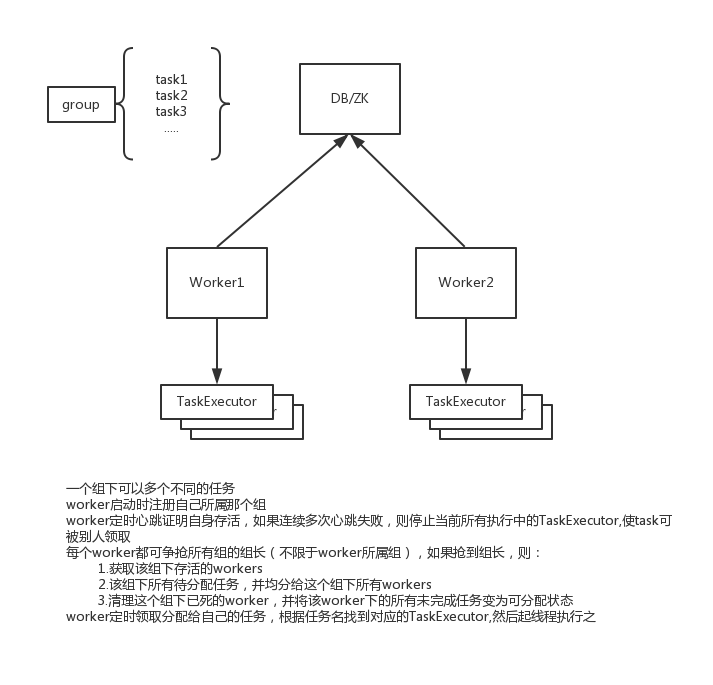 group
task1
task2
task3
.....
DB/ZK
Worker1
Worker2
TaskExecutor
r
TaskExecutor
r
一个组下可以多个不同的任务
worker启动时注册自己所属那个组
worker定时心跳证明自身存活，如果连续多次心跳失败，则停止当前所有执行中的TaskExecutor,使task可
被别人领取
每个worker都可争抢所有组的组长（不限于worker所属组），如果抢到组长，则：
1.获取该组下存活的workers
2.该组下所有待分配任务，并均分给这个组下所有workers
3.清理这个组下已死的worker，并将该worker下的所有未完成任务变为可分配状态
worker定时领取分配给自己的任务，根据任务名找到对应的TaskExecutor,然后起线程执行之